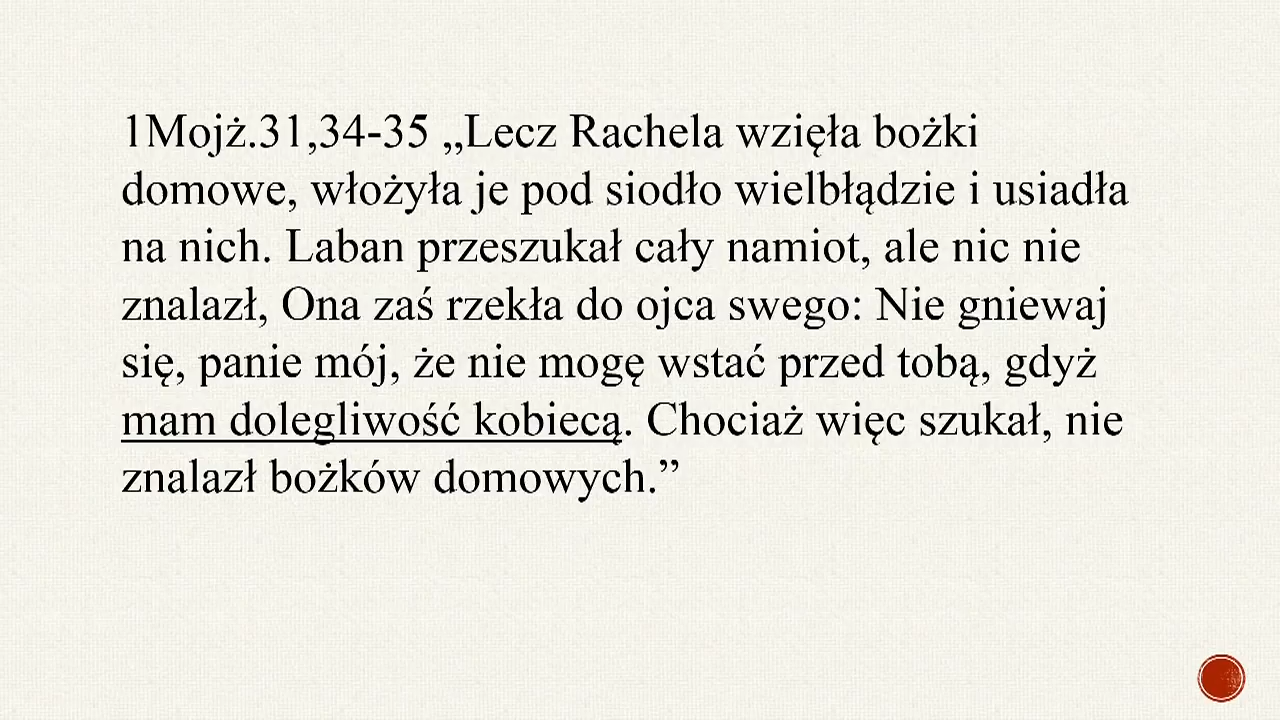 1Mojż.31,34-35 „Lecz Rachela wzięła bożki
domowe, włożyła je pod siodło wielbłądzie i usiadła
na nich. Laban przeszukał cały namiot, ale nic nie
znalazł, Ona zaś rzekła do ojca swego: Nie gniewaj
się, panie mój, że nie mogę wstać przed tobą, gdyż
mam dolegliwość kobiecą. Chociaż więc szukał, nie
znalazł bożków domowych.”